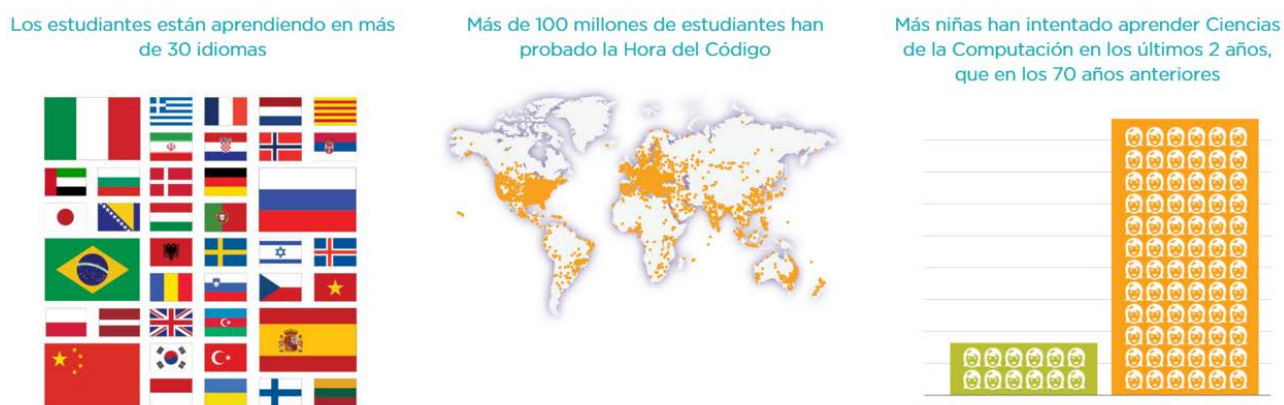 Los estudiantes están aprendiendo en más
de 30 idiomas
Más de 100 millones de estudiantes han
probado la Hora del Código
Más niñas han intentado aprender Ciencias
de la Computación en los últimos 2 años,
que en los 70 años anteriores